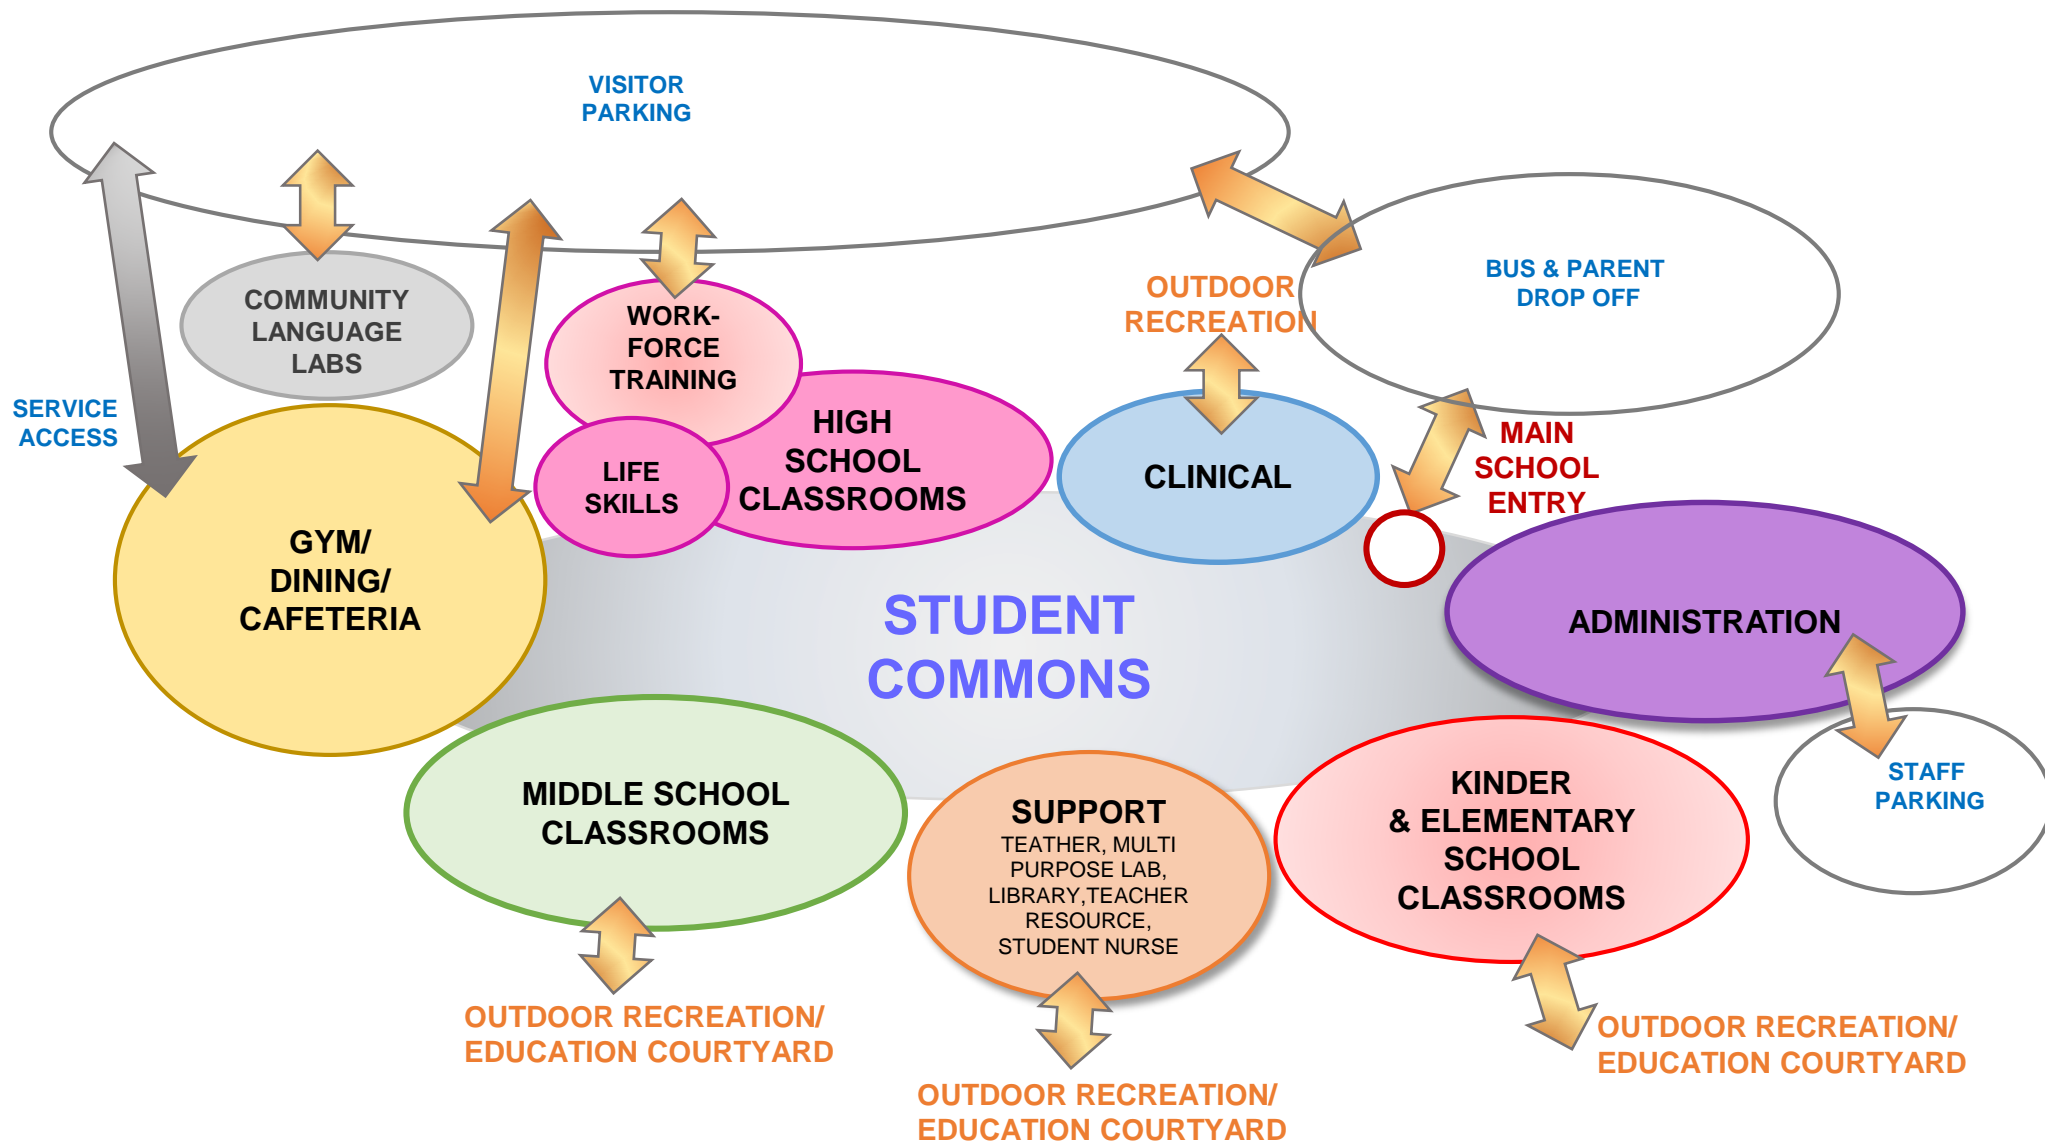 VISITOR
PARKING
BUS & PARENT
DROP OFF
OUTDOOR
RECREATION
COMMUNITY
LANGUAGE
LABS
WORK-
FORCE
TRAINING
SERVICE
ACCESS
HIGH
SCHOOL
CLASSROOMS
LIFE
SKILLS
CLINICAL
MAIN
SCHOOL
ENTRY
GYM/
DINING/
CAFETERIA
STUDENT
COMMONS
ADMINISTRATION
STAFF
PARKING
MIDDLE SCHOOL
CLASSROOMS
SUPPORT
TEATHER, MULTI
PURPOSE LAB,
LIBRARY,TEACHER
RESOURCE,
STUDENT NURSE
KINDER
& ELEMENTARY
SCHOOL
CLASSROOMS
OUTDOOR RECREATION/
EDUCATION COURTYARD
OUTDOOR RECREATION/
EDUCATION COURTYARD
OUTDOOR RECREATION/
EDUCATION COURTYARD